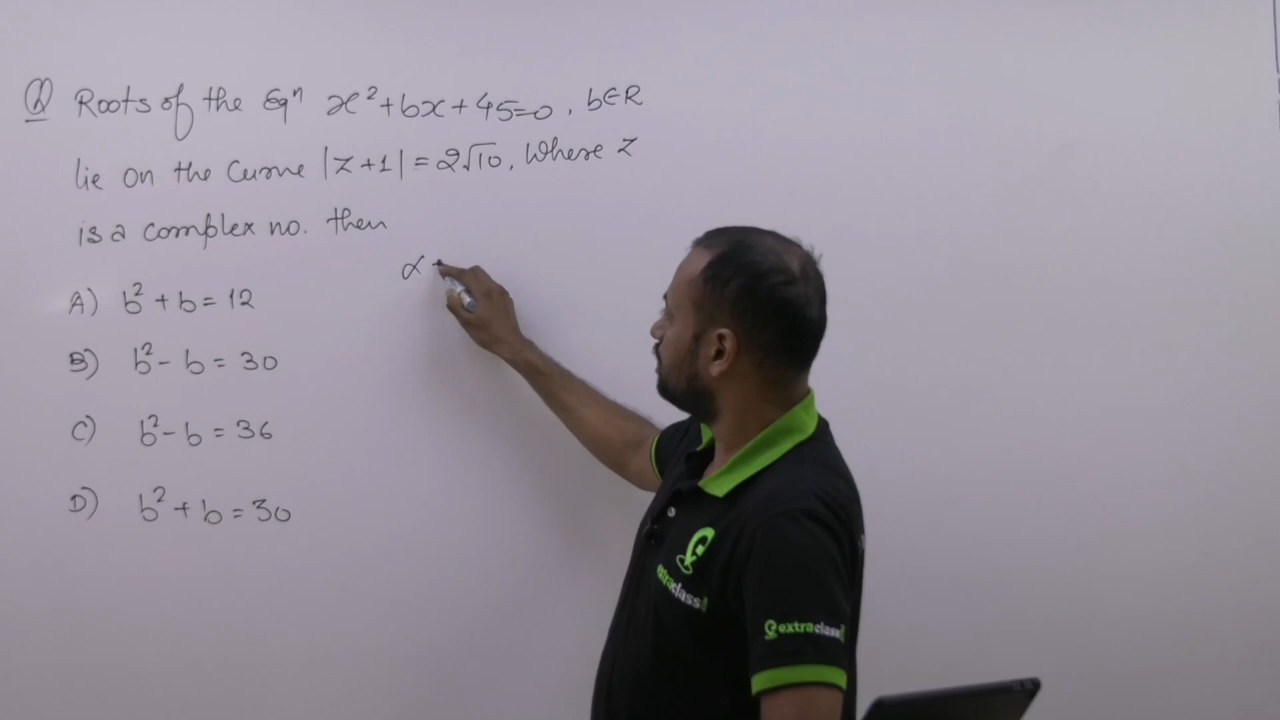 Q Roots of the Eqⁿ x² + bx + 45 = 0, b∈R
lie on the Curve |z+1| = 2√10, Where z
is a complex no. then
α
A) b² + b = 12
B) b² - b = 30
C) b² - b = 36
D) b² + b = 30
extraclass
extraclass